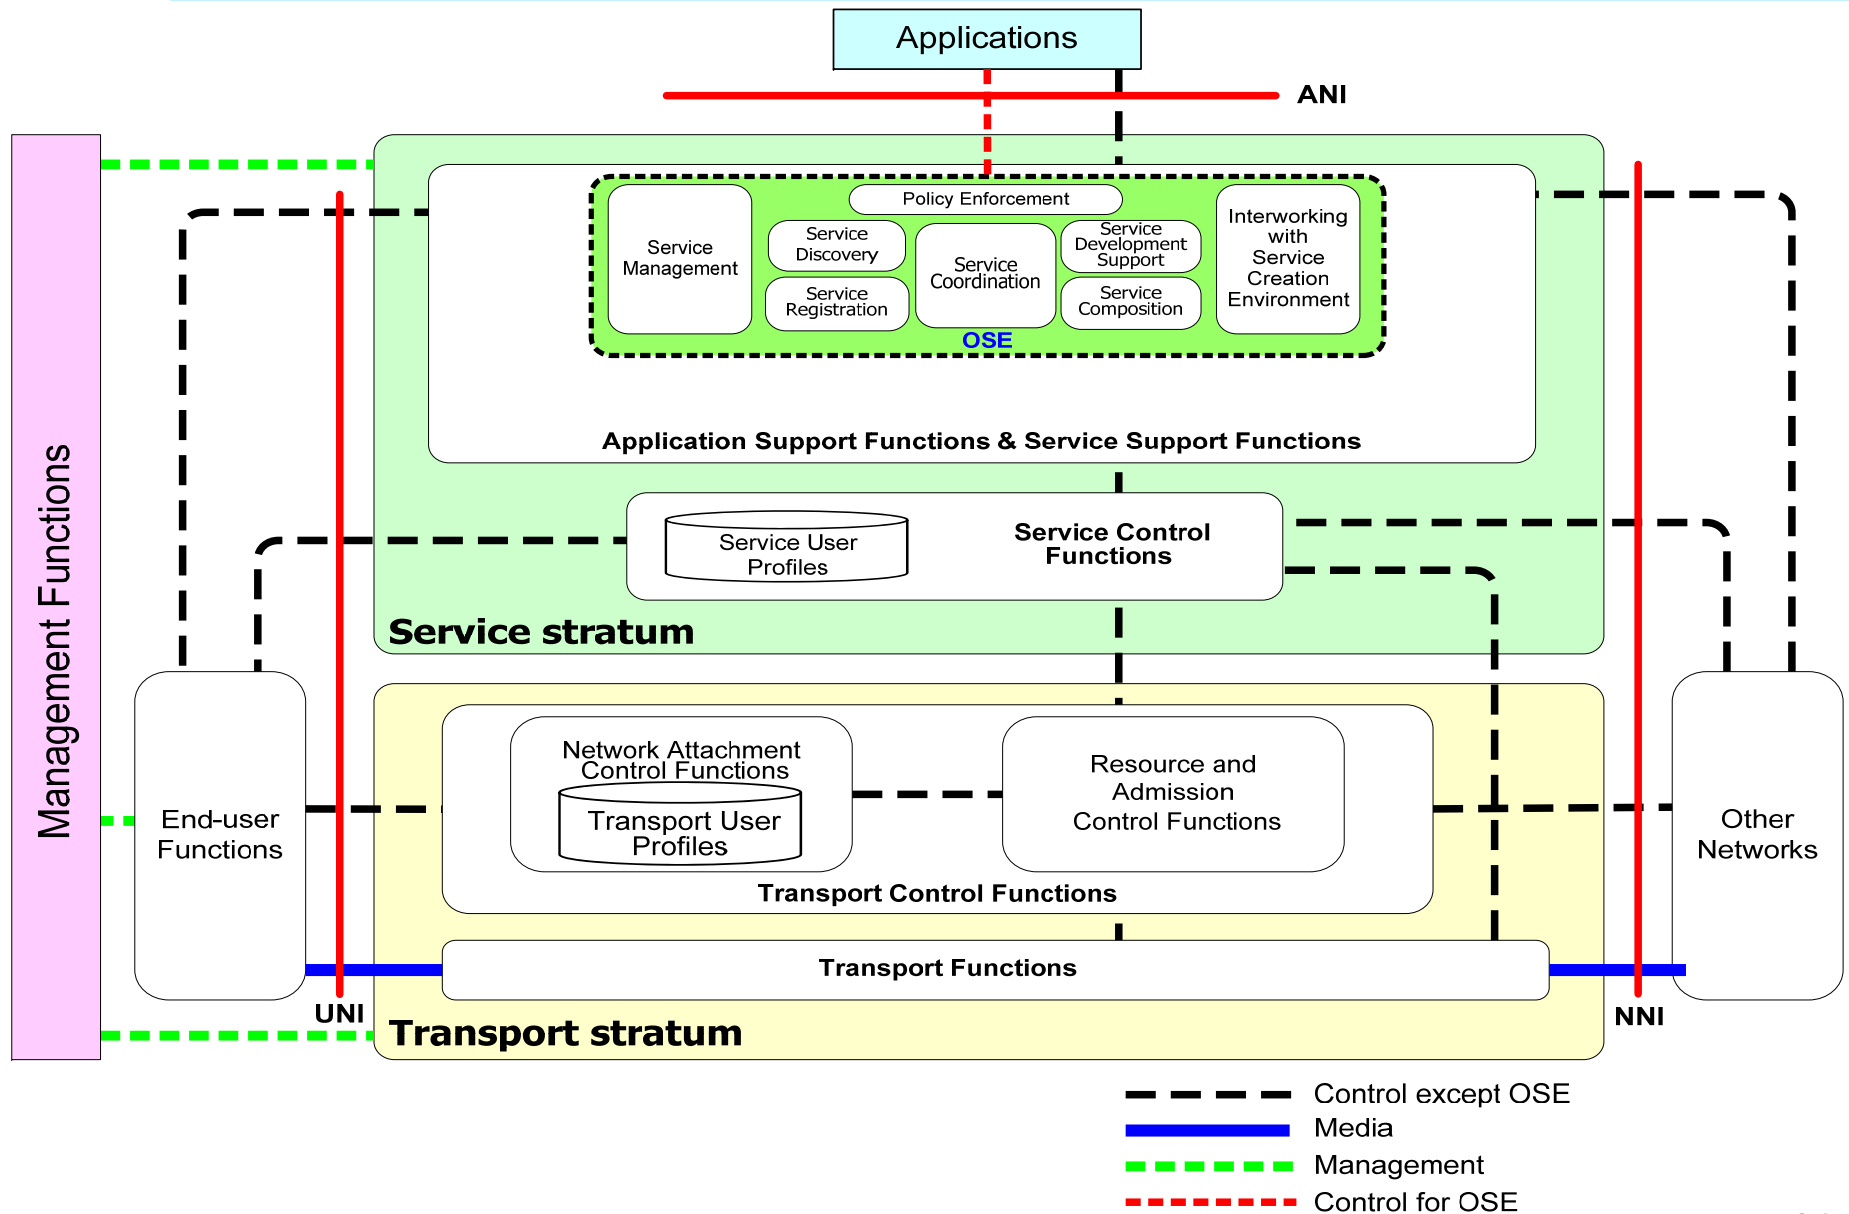 Applications
ANI
Policy Enforcement
Service
Management
Service
Discovery
Service
Registration
Service
Coordination
Service
Development
Support
Service
Composition
Interworking
with
Service
Creation
Environment
OSE
Application Support Functions & Service Support Functions
Management Functions
Service User
Profiles
Service Control
Functions
Service stratum
Network Attachment
Control Functions
Transport User
Profiles
Resource and
Admission
Control Functions
Transport Control Functions
End-user
Functions
Other
Networks
Transport Functions
UNI
NNI
Transport stratum
Control except OSE
Media
Management
Control for OSE